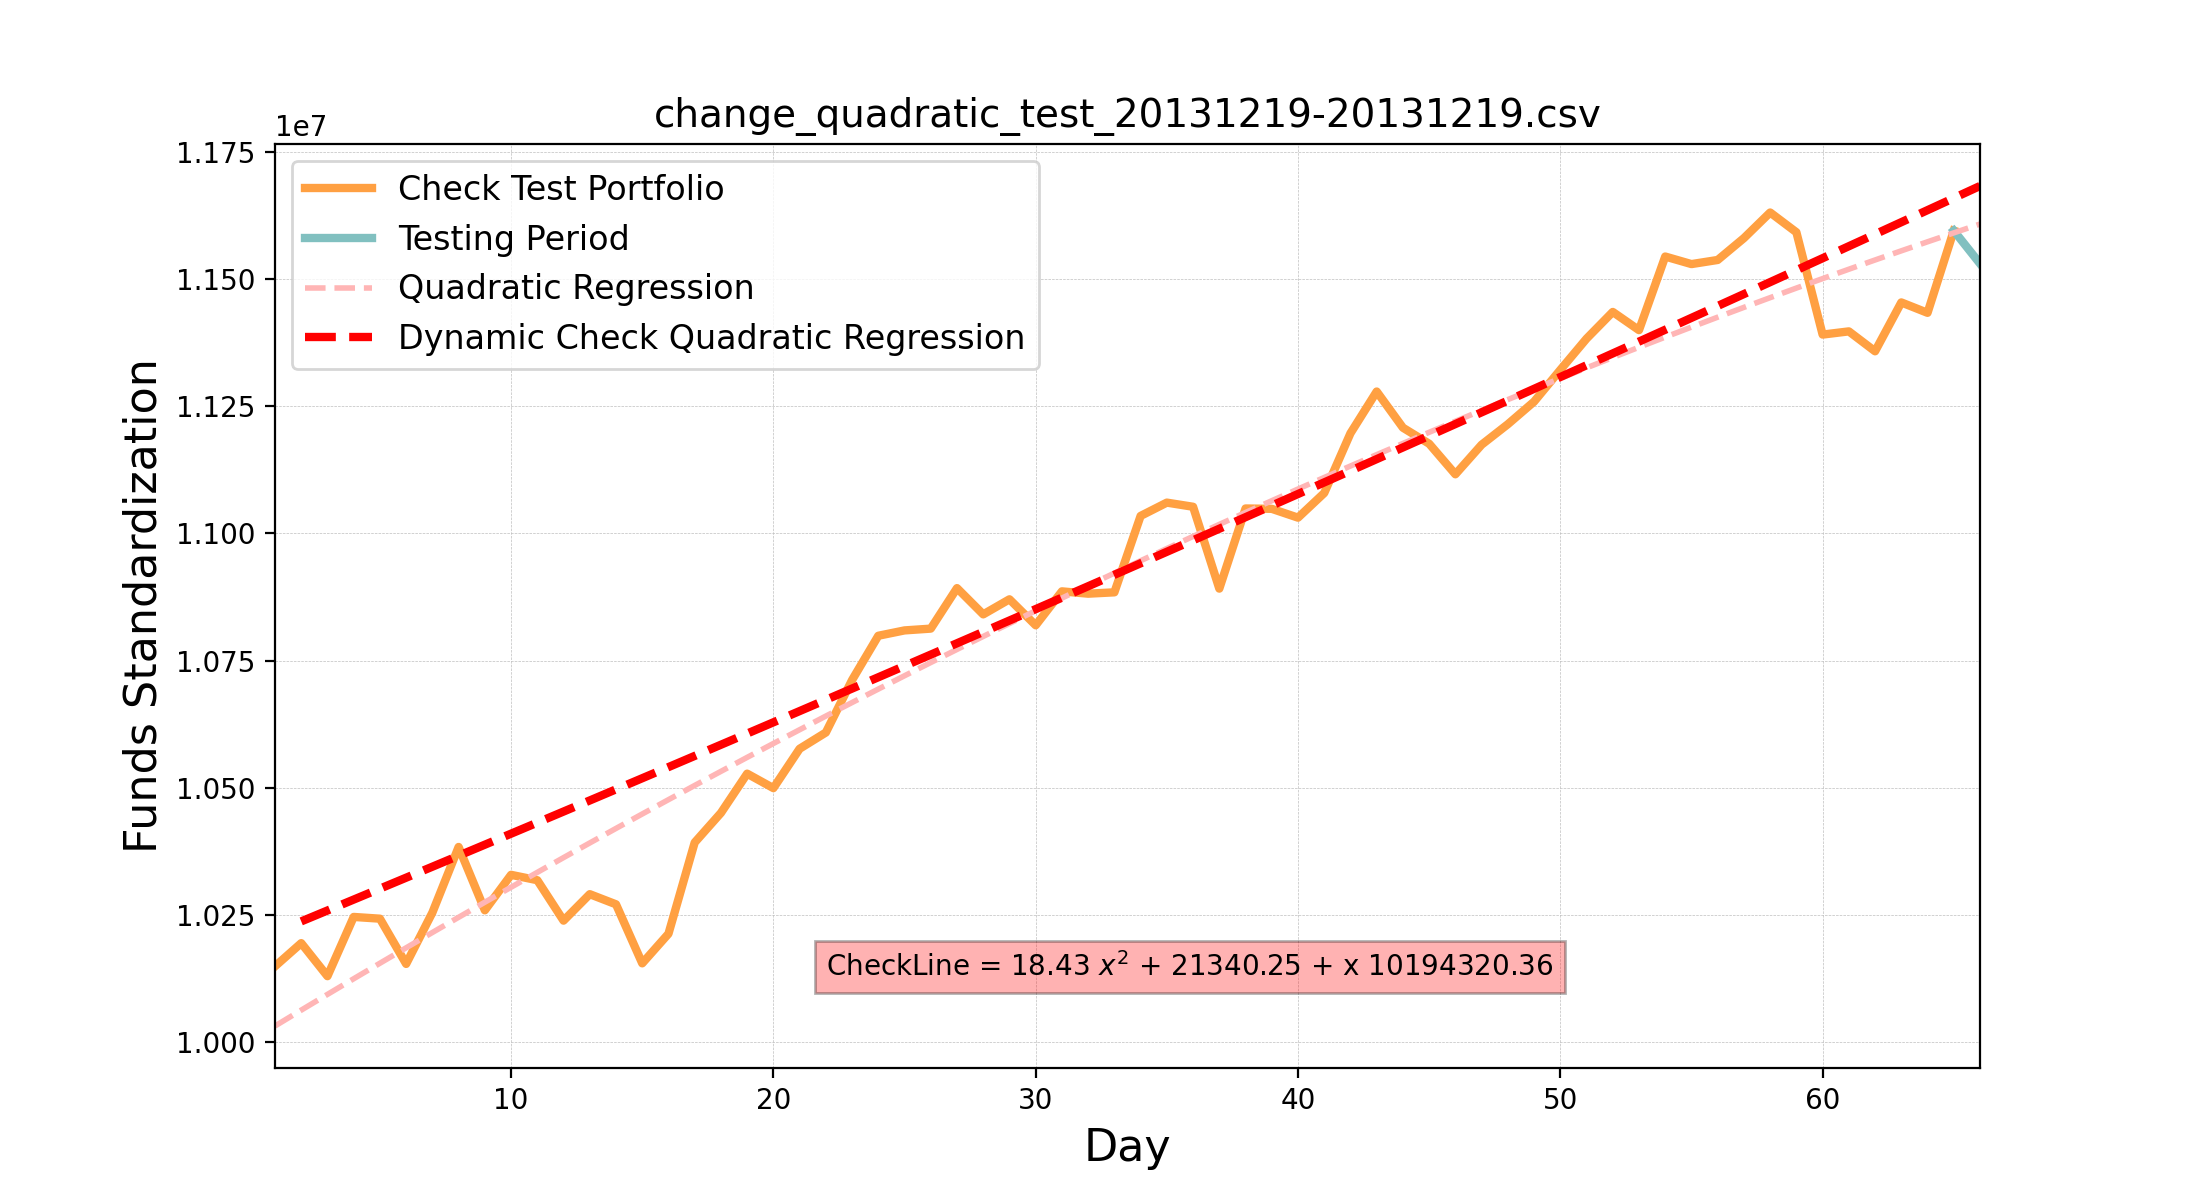 change_quadratic_test_20131219-20131219.csv
1e7
1.175
1.150
1.125
1.100
1.075
1.050
1.025
1.000
Funds Standardization
Check Test Portfolio
Testing Period
Quadratic Regression
Dynamic Check Quadratic Regression
CheckLine = 18.43 x² + 21340.25 + x 10194320.36
10 20 30 40 50 60
Day